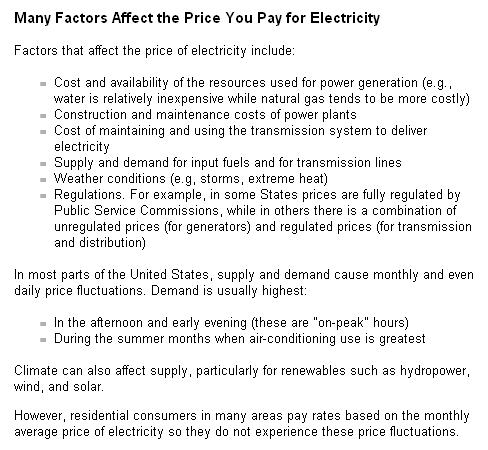 Many Factors Affect the Price You Pay for Electricity
Factors that affect the price of electricity include:
Cost and availability of the resources used for power generation (e.g.,
water is relatively inexpensive while natural gas tends to be more costly)
Construction and maintenance costs of power plants
Cost of maintaining and using the transmission system to deliver
electricity
Supply and demand for input fuels and for transmission lines
Weather conditions (e.g, storms, extreme heat)
Regulations. For example, in some States prices are fully regulated by
Public Service Commissions, while in others there is a combination of
unregulated prices (for generators) and regulated prices (for transmission
and distribution)
In most parts of the United States, supply and demand cause monthly and even
daily price fluctuations. Demand is usually highest:
In the afternoon and early evening (these are "on-peak" hours)
During the summer months when air-conditioning use is greatest
Climate can also affect supply, particularly for renewables such as hydropower,
wind, and solar.
However, residential consumers in many areas pay rates based on the monthly
average price of electricity so they do not experience these price fluctuations.